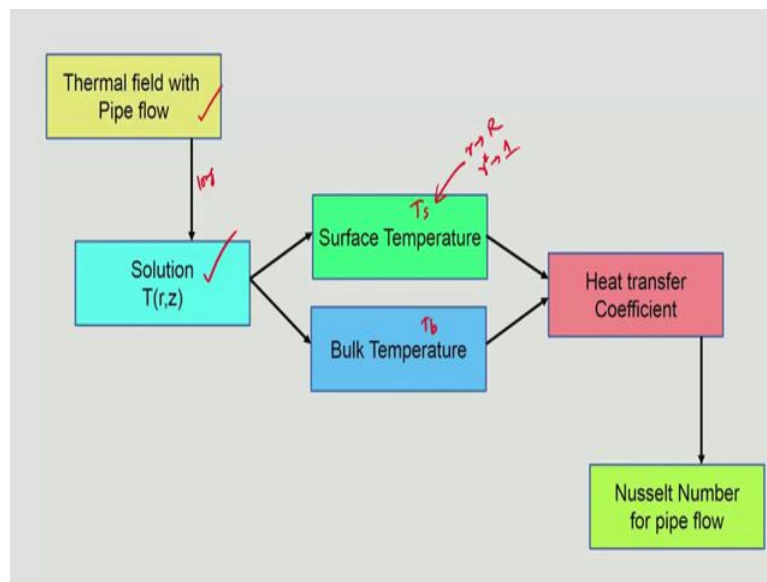 Thermal field with
Pipe flow
r → R
r* → 1
Ts
Surface Temperature
Solution
T(r,z)
Heat transfer
Coefficient
Tb
Bulk Temperature
Nusselt Number
for pipe flow